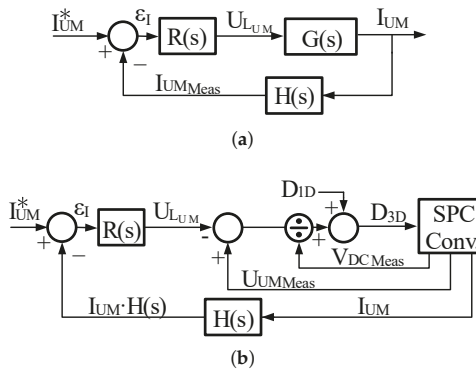 I*UM
+
−
εI
R(s)
ULUM
G(s)
IUM
IUMMeas
H(s)
(a)
I*UM
+
−
εI
R(s)
ULUM
-
+
÷
D1D
+
+
D3D
SPC
Conv
VDCMeas
UUMMeas
IUM·H(s)
H(s)
IUM
(b)